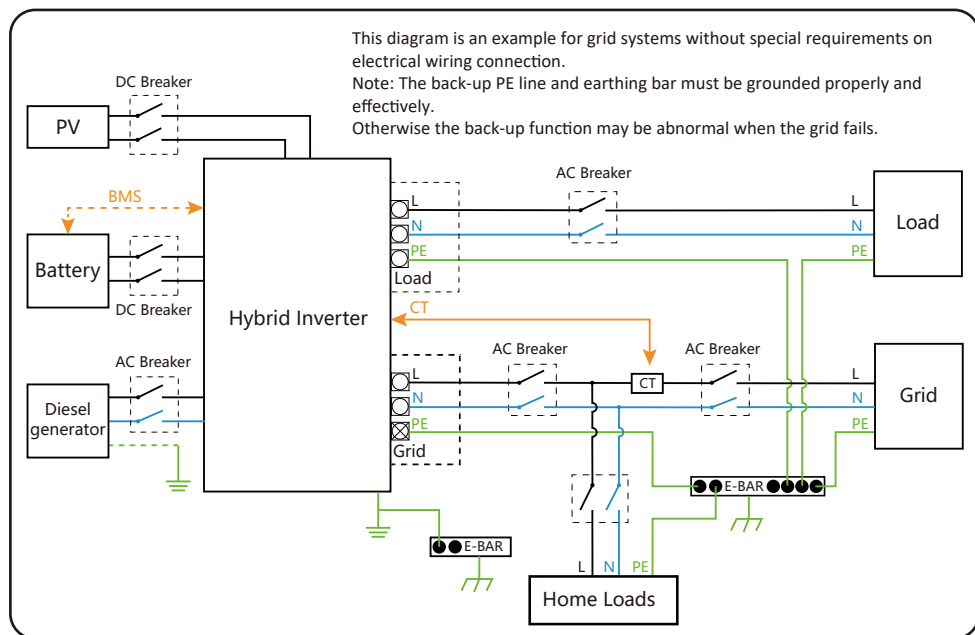 This diagram is an example for grid systems without special requirements on
electrical wiring connection.
Note: The back-up PE line and earthing bar must be grounded properly and
effectively.
Otherwise the back-up function may be abnormal when the grid fails.
DC Breaker
PV
BMS
Battery
DC Breaker
AC Breaker
Diesel
generator
Hybrid Inverter
L
N
PE
Load
AC Breaker
L
N
PE
Load
CT
L
N
PE
Grid
AC Breaker
CT
AC Breaker
L
N
PE
Grid
E-BAR
E-BAR
L
N
PE
Home Loads